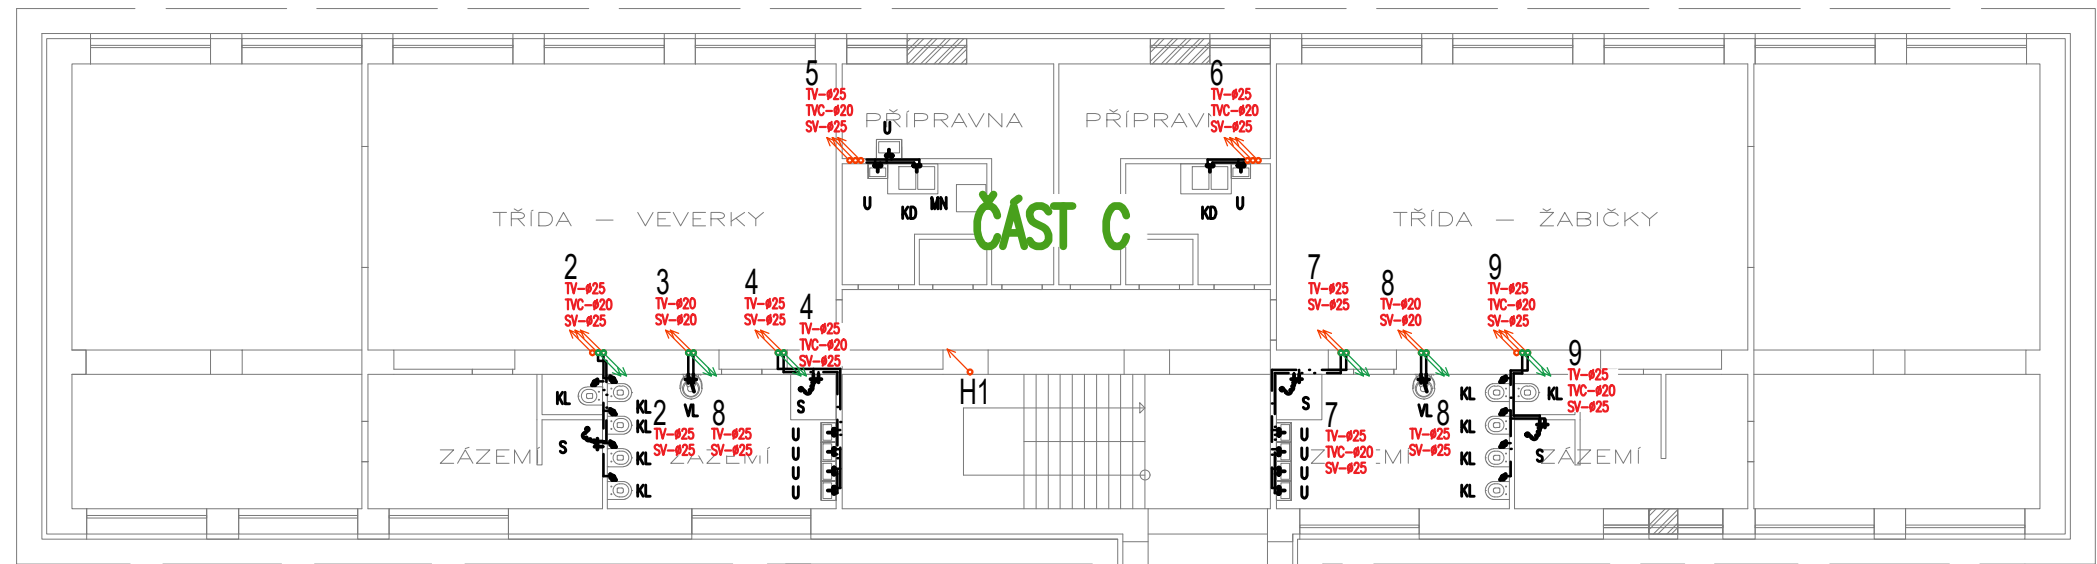 5
TV-ø25
TVC-ø20
SV-ø25
6
TV-ø25
TVC-ø20
SV-ø25
PŘÍPRAVNA
PŘÍPRAVN
U
U
KD
MN
KD
U
ČÁST C
TŘÍDA - VEVERKY
TŘÍDA - ŽABIČKY
2
TV-ø25
TVC-ø20
SV-ø25
3
TV-ø20
SV-ø20
4
TV-ø25
SV-ø25
4
TV-ø25
TVC-ø20
SV-ø25
7
TV-ø25
SV-ø25
8
TV-ø20
SV-ø20
9
TV-ø25
TVC-ø20
SV-ø25
9
TV-ø25
TVC-ø20
SV-ø25
H1
KL
KL
KL
KL
KL
S
VL
S
2
TV-ø25
SV-ø25
8
TV-ø25
SV-ø25
U
U
U
U
ZÁZEMÍ
ZÁZEMÍ
S
U
U
U
U
7
TV-ø25
TVC-ø20
SV-ø25
VL
8
TV-ø25
SV-ø25
KL
KL
KL
KL
KL
S
ZÁZEMÍ